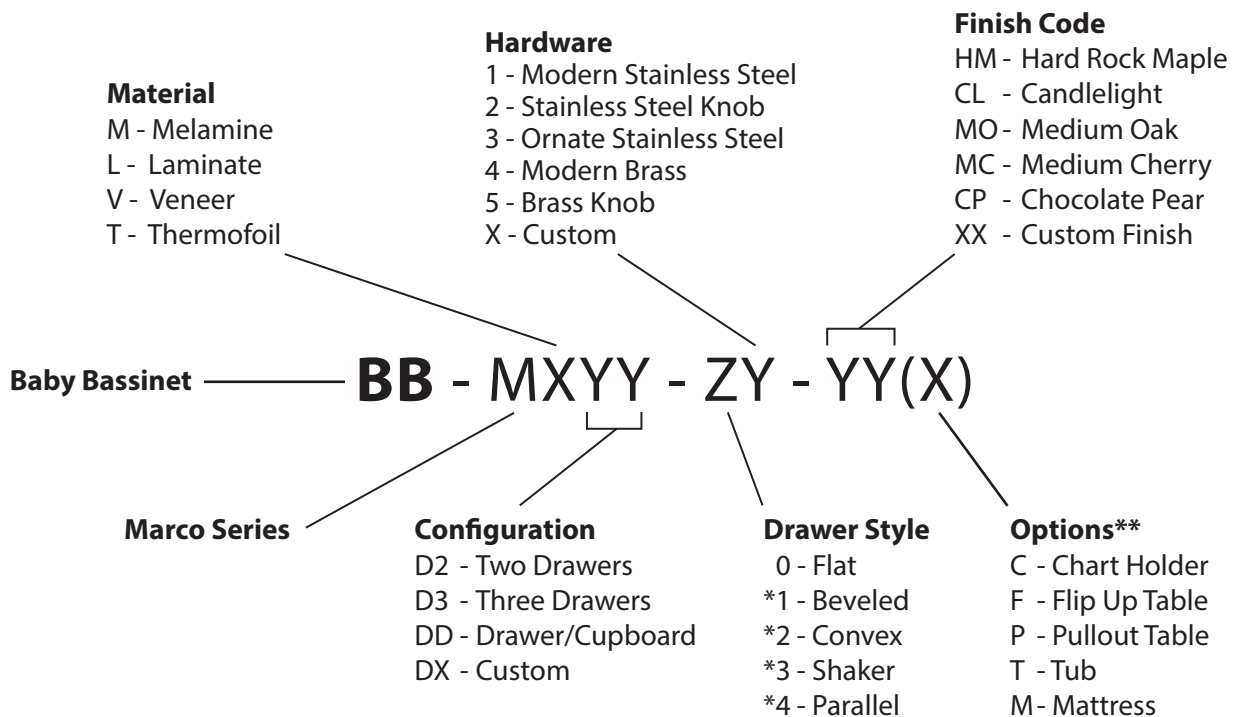 Material
M - Melamine
L - Laminate
V - Veneer
T - Thermofoil
Hardware
1 - Modern Stainless Steel
2 - Stainless Steel Knob
3 - Ornate Stainless Steel
4 - Modern Brass
5 - Brass Knob
X - Custom
Finish Code
HM - Hard Rock Maple
CL - Candlelight
MO - Medium Oak
MC - Medium Cherry
CP - Chocolate Pear
XX - Custom Finish
Baby Bassinet
BB - MXYY - ZY - YY(X)
Marco Series
Configuration
D2 - Two Drawers
D3 - Three Drawers
DD - Drawer/Cupboard
DX - Custom
Drawer Style
0 - Flat
*1 - Beveled
*2 - Convex
*3 - Shaker
*4 - Parallel
Options**
C - Chart Holder
F - Flip Up Table
P - Pullout Table
T - Tub
M - Mattress